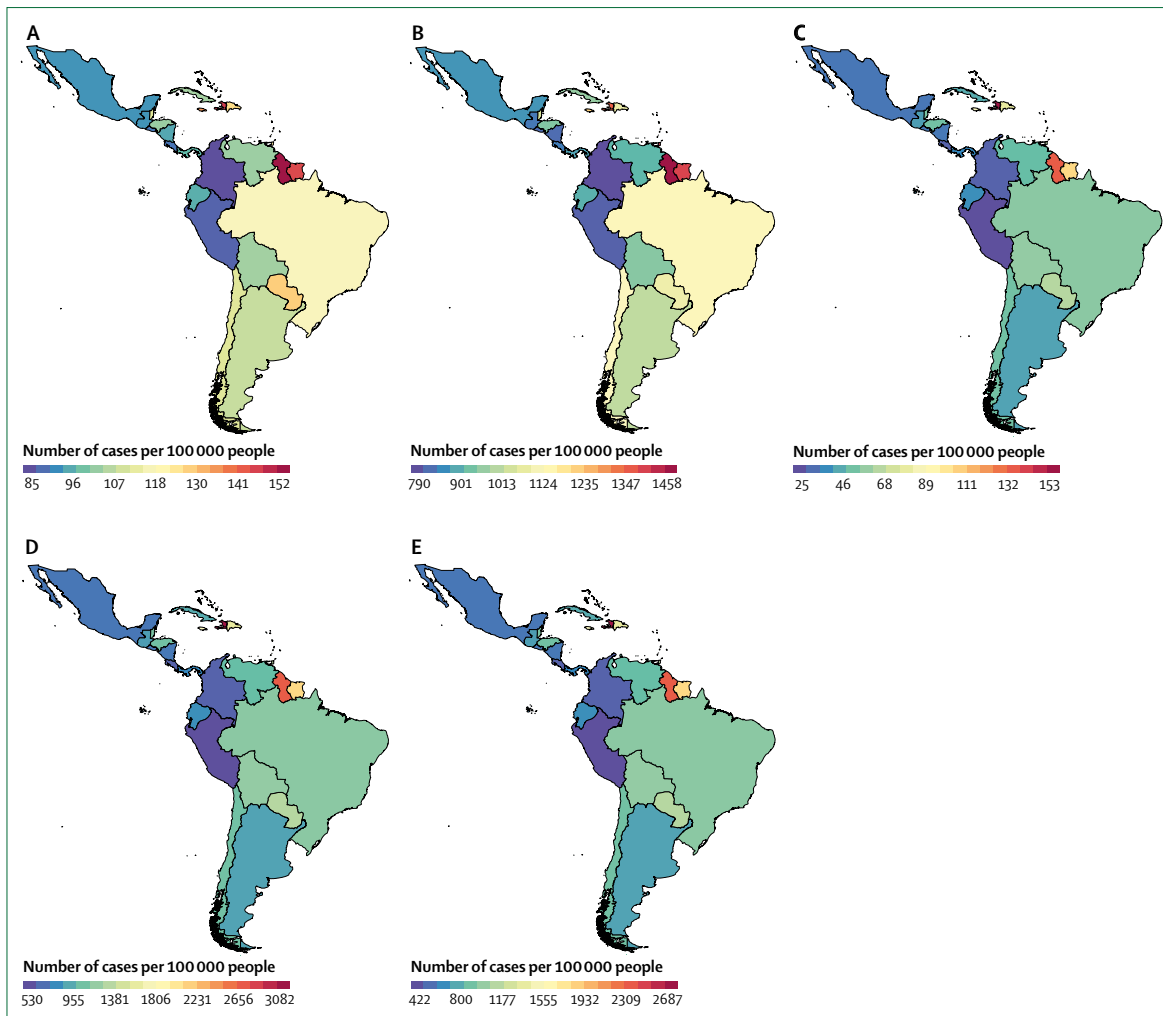 A
B
C
Number of cases per 100 000 people
85 96 107 118 130 141 152
Number of cases per 100 000 people
790 901 1013 1124 1235 1347 1458
Number of cases per 100 000 people
25 46 68 89 111 132 153
D
E
Number of cases per 100 000 people
530 955 1381 1806 2231 2656 3082
Number of cases per 100 000 people
422 800 1177 1555 1932 2309 2687